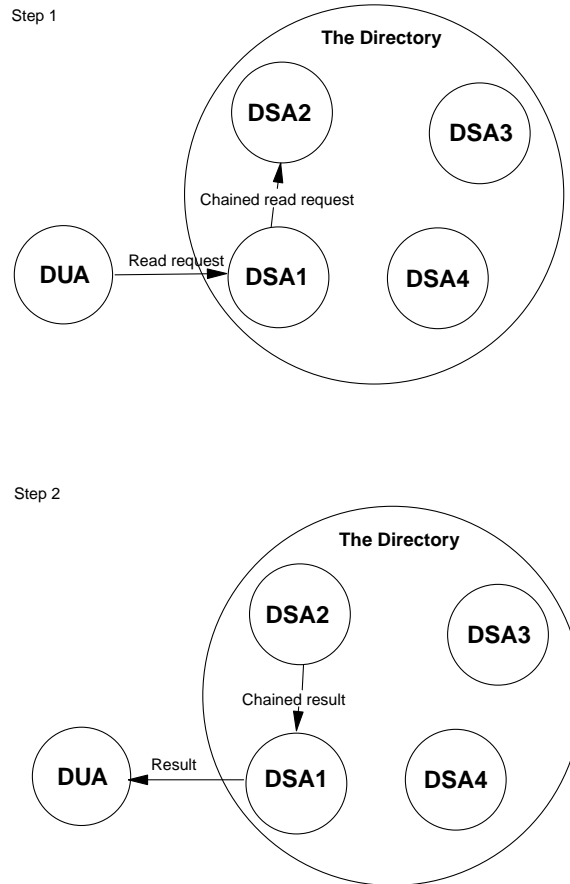 Step 1
The Directory
DSA2
DSA3
Chained read request
Read request
DUA
DSA1
DSA4
Step 2
The Directory
DSA2
DSA3
Chained result
Result
DUA
DSA1
DSA4